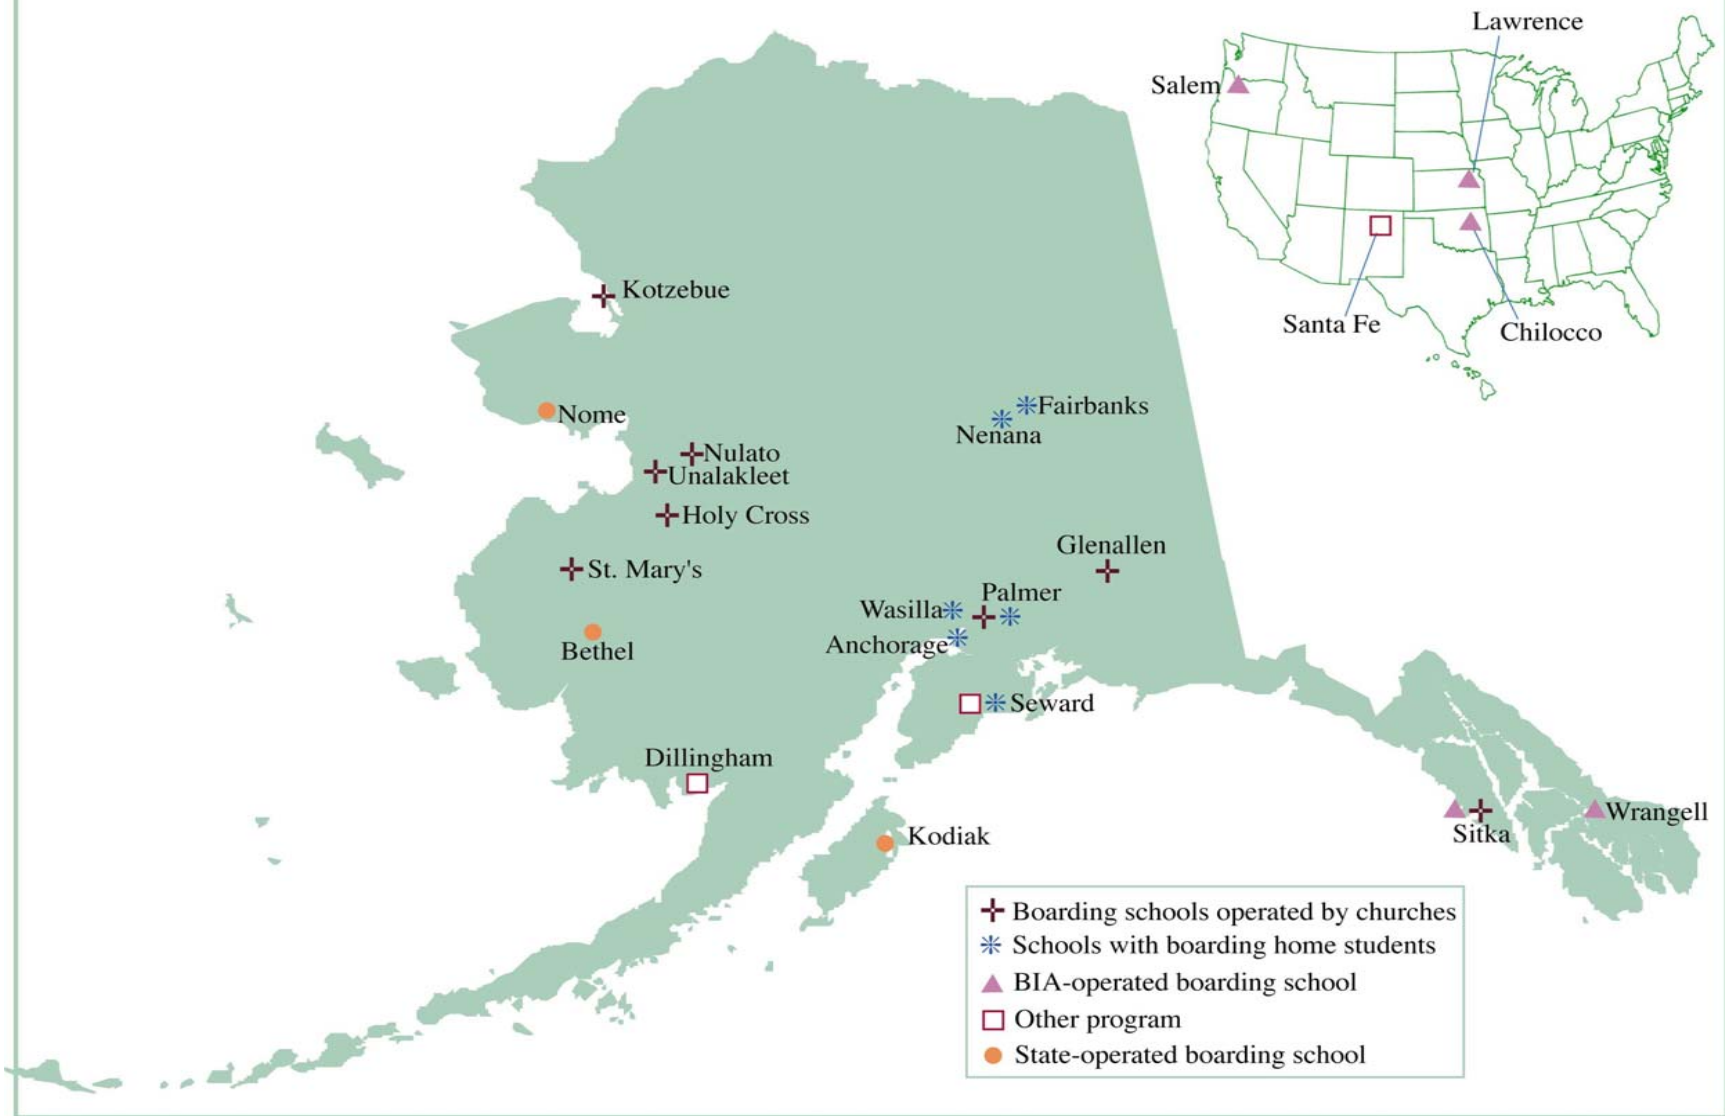 Lawrence
Salem
Kotzebue
Santa Fe
Chilocco
Nome
Fairbanks
Nenana
Nulato
Unalakleet
Holy Cross
Glenallen
St. Mary's
Palmer
Wasilla
Anchorage
Bethel
Seward
Dillingham
Kodiak
Wrangell
Sitka
Boarding schools operated by churches
Schools with boarding home students
BIA-operated boarding school
Other program
State-operated boarding school